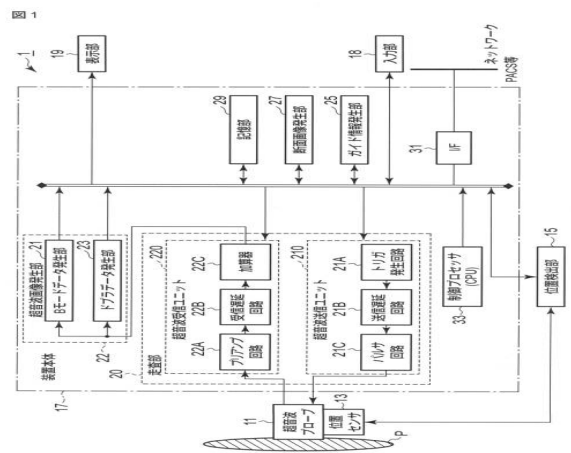 図1
1
19
表示部
18
入力部
ネットワーク
PACS等
29
記憶部
27
断面画像発生部
25
ガイド情報発生部
31
I/F
超音波画像発生部
21
Bモードデータ発生部
23
ドプラデータ発生部
22
装置本体
17
20
走査部
220
超音波受信ユニット
22C
加算器
22B
受信遅延
回路
22A
プリアンプ
回路
210
超音波送信ユニット
21A
トリガ
発生回路
21B
送信遅延
回路
21C
パルサ
回路
33
制御プロセッサ
(CPU)
15
位置検出部
11
超音波
プローブ
13
位置
センサ
P